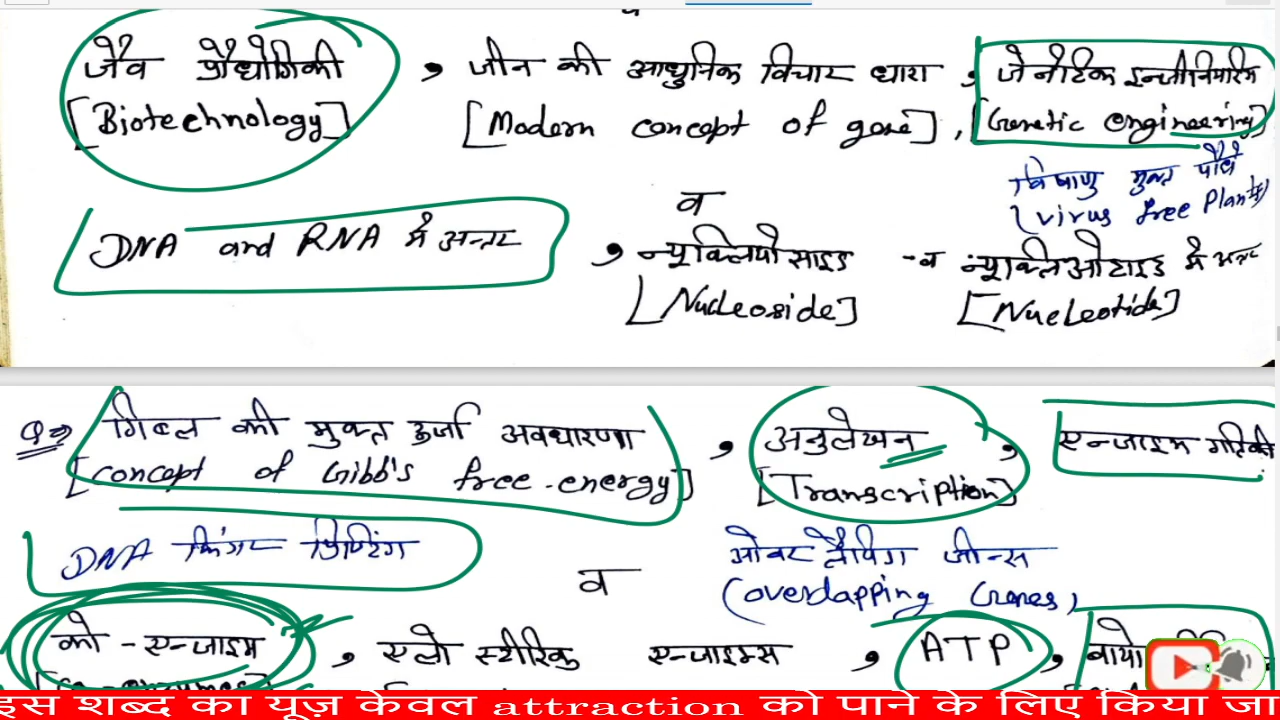 जैव प्रौधोगिकी , जीन की आधुनिक विचार धारा , जेनेटिक इन्जीनियरिंग
[Biotechnology] [Modern concept of gene] , [Genetic engineering]
विषाणु मुक्त पौधे
(virus free Plants)
व
DNA and RNA में अन्तर , न्यूक्लियोसाइड - व न्यूक्लिओटाइड में अन्तर
[Nucleoside] [Nucleotide]
Q⇒ गिब्स की मुक्त ऊर्जा अवधारणा , अनुलेखन , एन्जाइम गतिकी
[concept of Gibb's free-energy] [Transcription]
DNA फिंगर प्रिंटिंग व ओवर लैपिंग जीन्स
(overlapping Genes)
को - एन्जाइम , एलो स्टीरिक एन्जाइम्स , ATP , बायो
इस शब्द का यूज़ केवल attraction को पाने के लिए किया जा